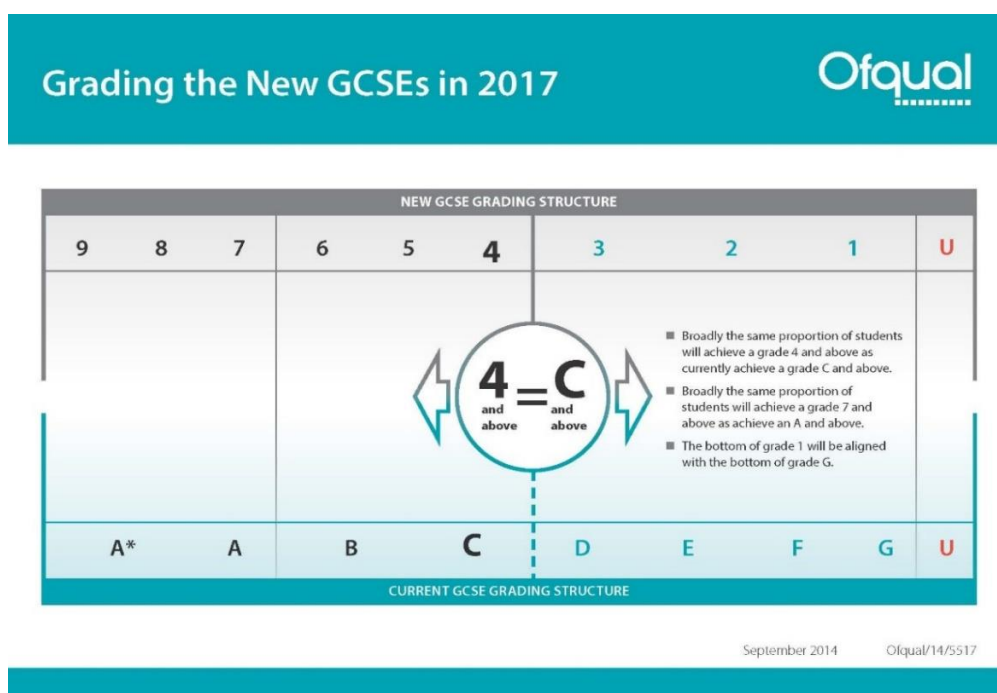 Grading the New GCSEs in 2017
Ofqual
NEW GCSE GRADING STRUCTURE
9 8 7 6 5 4 3 2 1 U
4 = C
and above and above
■ Broadly the same proportion of students
will achieve a grade 4 and above as
currently achieve a grade C and above.
■ Broadly the same proportion of
students will achieve a grade 7 and
above as achieve an A and above.
■ The bottom of grade 1 will be aligned
with the bottom of grade G.
A* A B C D E F G U
CURRENT GCSE GRADING STRUCTURE
September 2014 Ofqual/14/5517